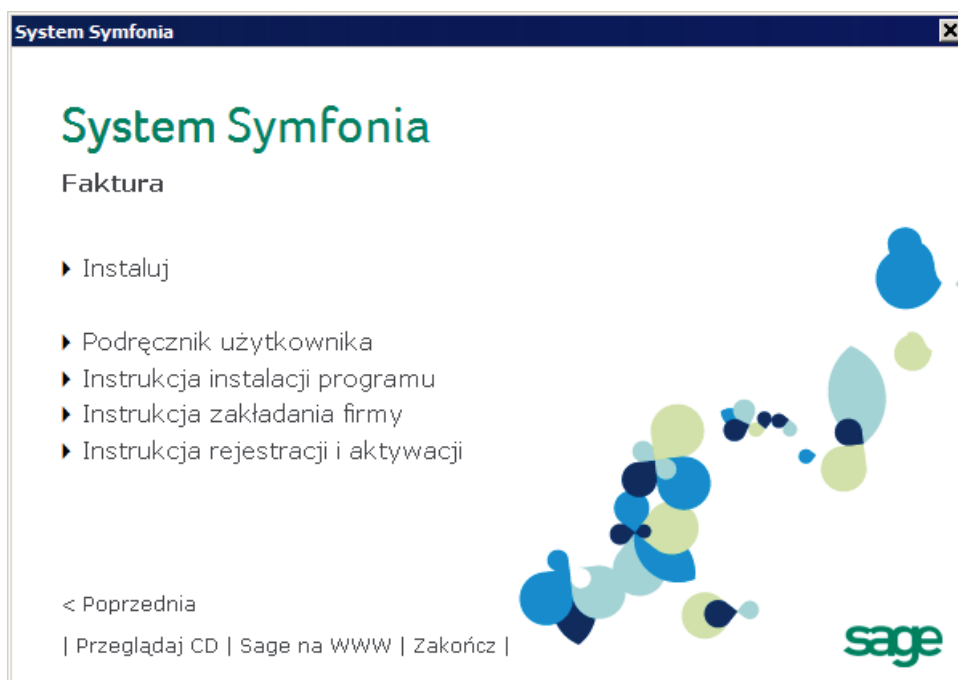 System Symfonia
System Symfonia
Faktura
Instaluj
Podręcznik użytkownika
Instrukcja instalacji programu
Instrukcja zakładania firmy
Instrukcja rejestracji i aktywacji
< Poprzednia
| Przeglądaj CD | Sage na WWW | Zakończ |
sage